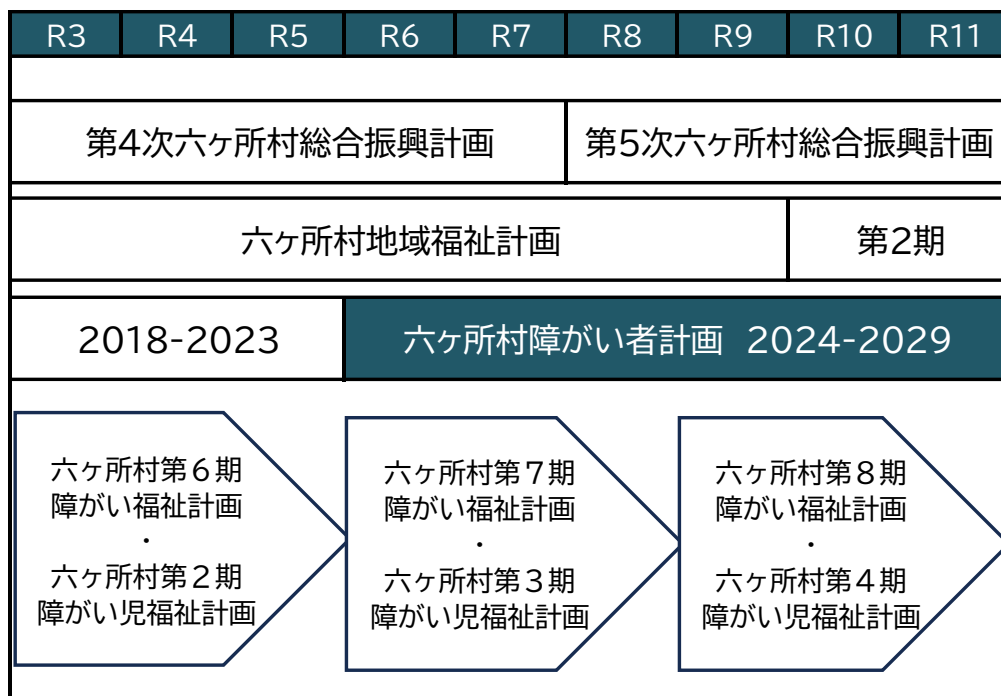 R3 R4 R5 R6 R7 R8 R9 R10 R11
第4次六ヶ所村総合振興計画 第5次六ヶ所村総合振興計画
六ヶ所村地域福祉計画 第2期
2018-2023 六ヶ所村障がい者計画 2024-2029
六ヶ所村第６期
障がい福祉計画
・
六ヶ所村第２期
障がい児福祉計画
六ヶ所村第７期
障がい福祉計画
・
六ヶ所村第３期
障がい児福祉計画
六ヶ所村第８期
障がい福祉計画
・
六ヶ所村第４期
障がい児福祉計画